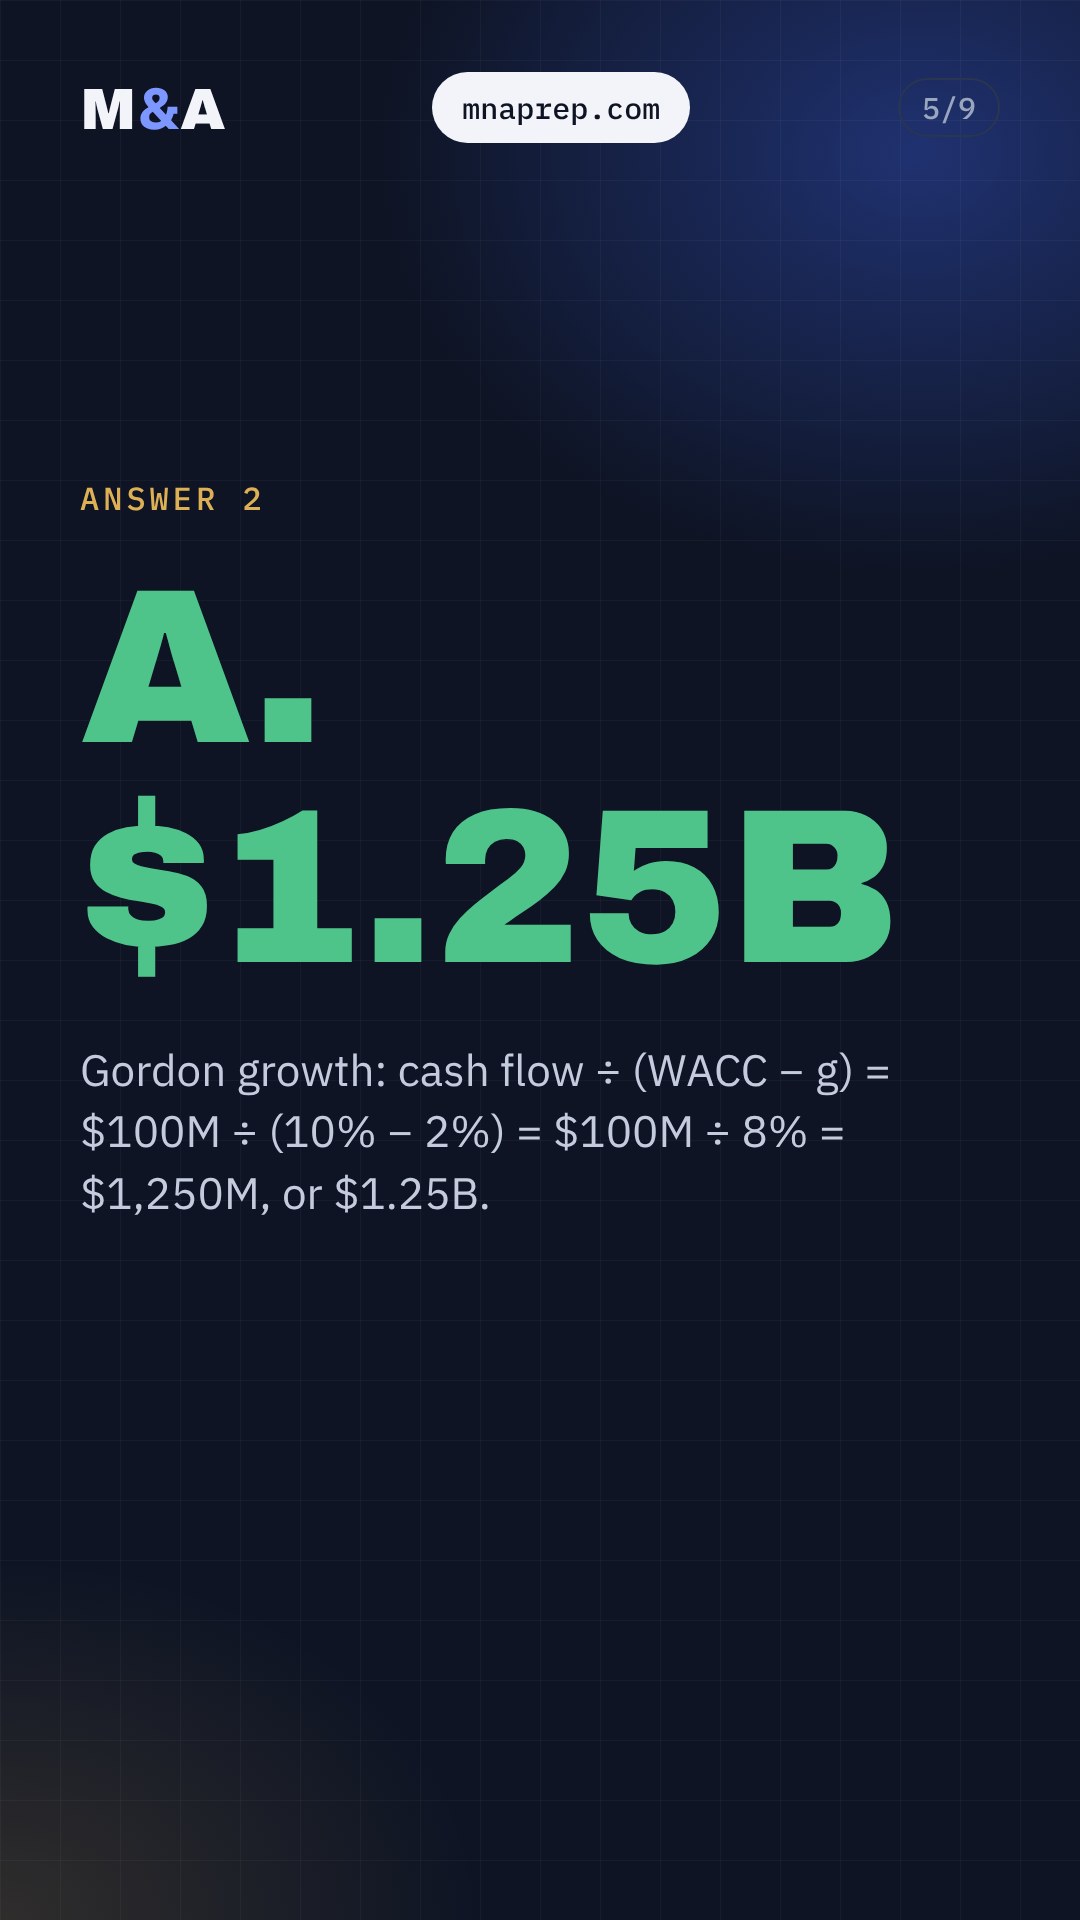 M&A
mnaprep.com
5/9
ANSWER 2
A.
$1.25B
Gordon growth: cash flow ÷ (WACC – g) =
$100M ÷ (10% – 2%) = $100M ÷ 8% =
$1,250M, or $1.25B.